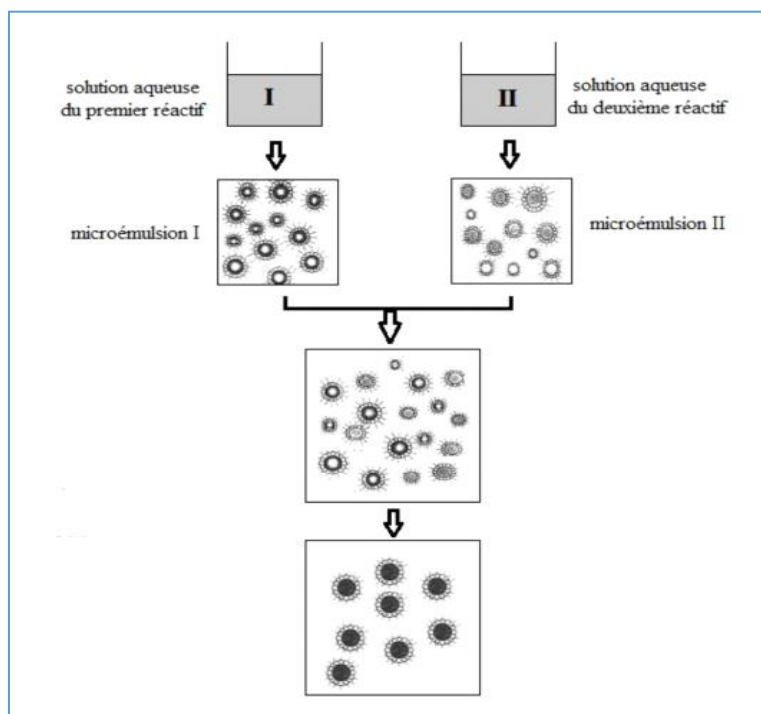 solution aqueuse
du premier réactif
I
II
solution aqueuse
du deuxième réactif
microémulsion I
microémulsion II